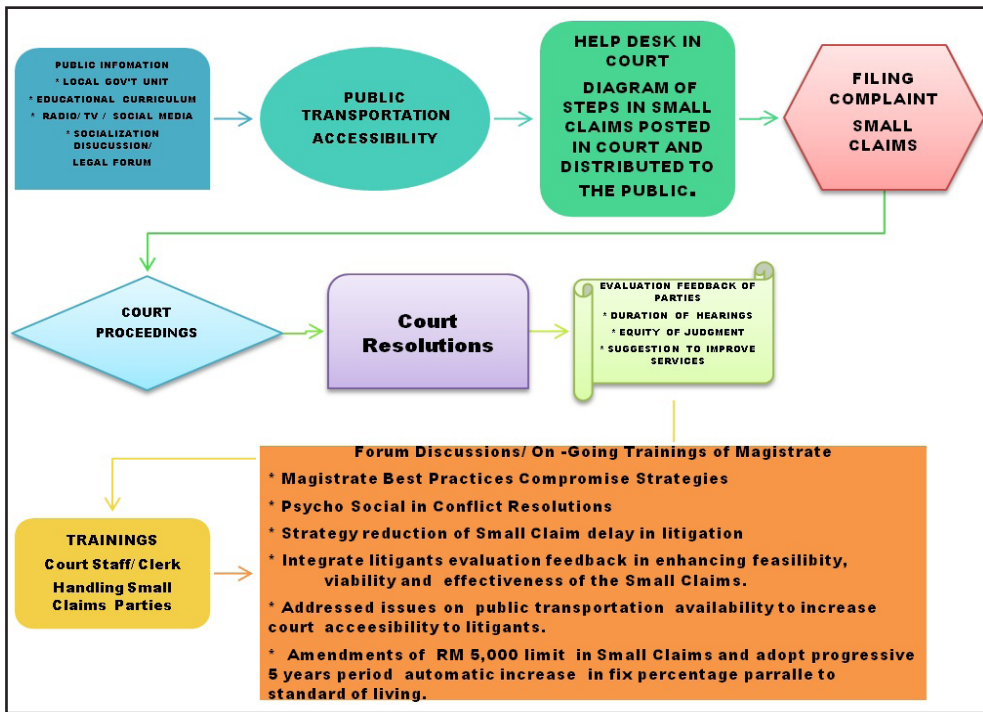 PUBLIC INFOMATION
* LOCAL GOV'T UNIT
* EDUCATIONAL CURRICULUM
* RADIO/ TV / SOCIAL MEDIA
* SOCIALIZATION
DISUCUSSION/
LEGAL FORUM
PUBLIC
TRANSPORTATION
ACCESSIBILITY
HELP DESK IN
COURT
DIAGRAM OF
STEPS IN SMALL
CLAIMS POSTED
IN COURT AND
DISTRIBUTED TO
THE PUBLIC.
FILING
COMPLAINT
SMALL
CLAIMS
COURT
PROCEEDINGS
Court
Resolutions
EVALUATION FEEDBACK OF
PARTIES
* DURATION OF HEARINGS
* EQUITY OF JUDGMENT
* SUGGESTION TO IMPROVE
SERVICES
TRAININGS
Court Staff/ Clerk
Handling Small
Claims Parties
Forum Discussions/ On -Going Trainings of Magistrate
* Magistrate Best Practices Compromise Strategies
* Psycho Social in Conflict Resolutions
* Strategy reduction of Small Claim delay in litigation
* Integrate litigants evaluation feedback in enhancing feasilibity,
viability and effectiveness of the Small Claims.
* Addressed issues on public transportation availability to increase
court acceesibility to litigants.
* Amendments of RM 5,000 limit in Small Claims and adopt progressive
5 years period automatic increase in fix percentage parralle to
standard of living.